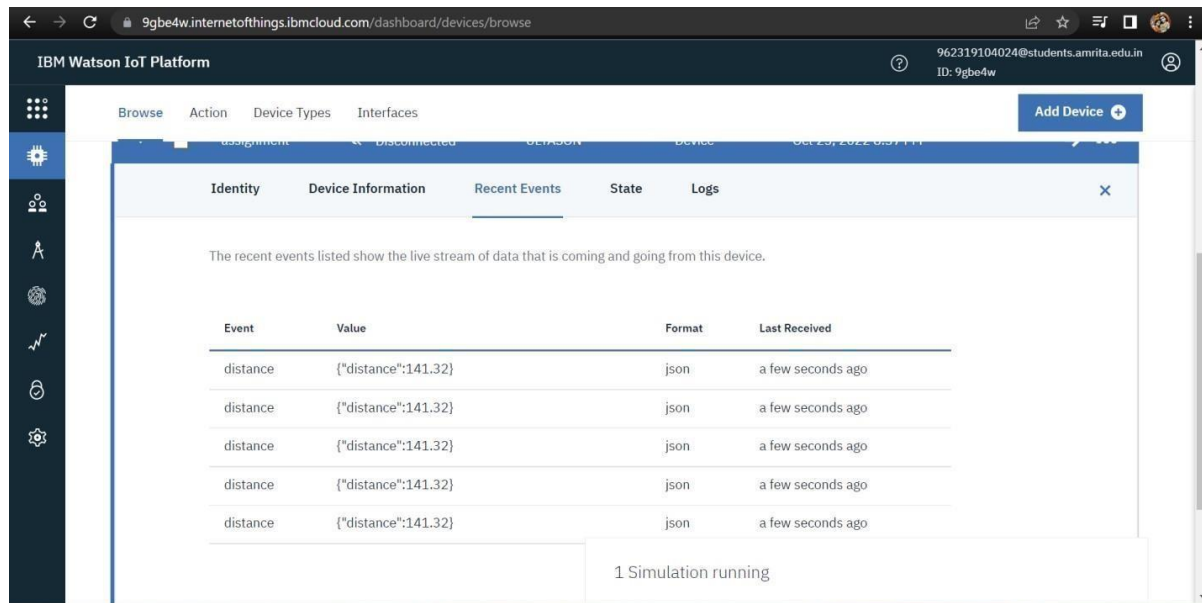 9gbe4w.internetofthings.ibmcloud.com/dashboard/devices/browse
IBM Watson IoT Platform
962319104024@students.amrita.edu.in
ID: 9gbe4w
Browse Action Device Types Interfaces
Add Device
assignment Disconnected Device
Identity Device Information Recent Events State Logs
The recent events listed show the live stream of data that is coming and going from this device.
Event Value Format Last Received
distance {"distance":141.32} json a few seconds ago
distance {"distance":141.32} json a few seconds ago
distance {"distance":141.32} json a few seconds ago
distance {"distance":141.32} json a few seconds ago
distance {"distance":141.32} json a few seconds ago
1 Simulation running